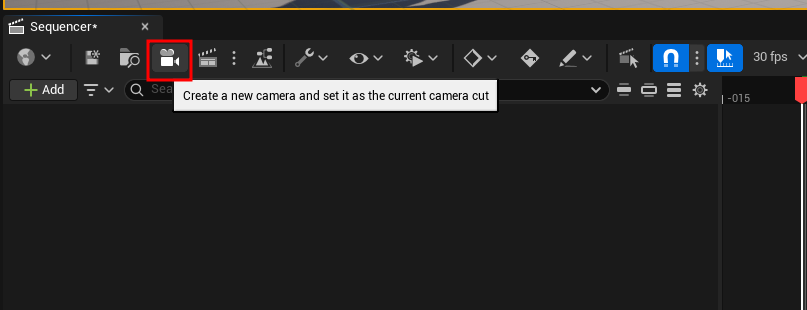 Sequencer*
30 fps
Add
Sea
Create a new camera and set it as the current camera cut
-015